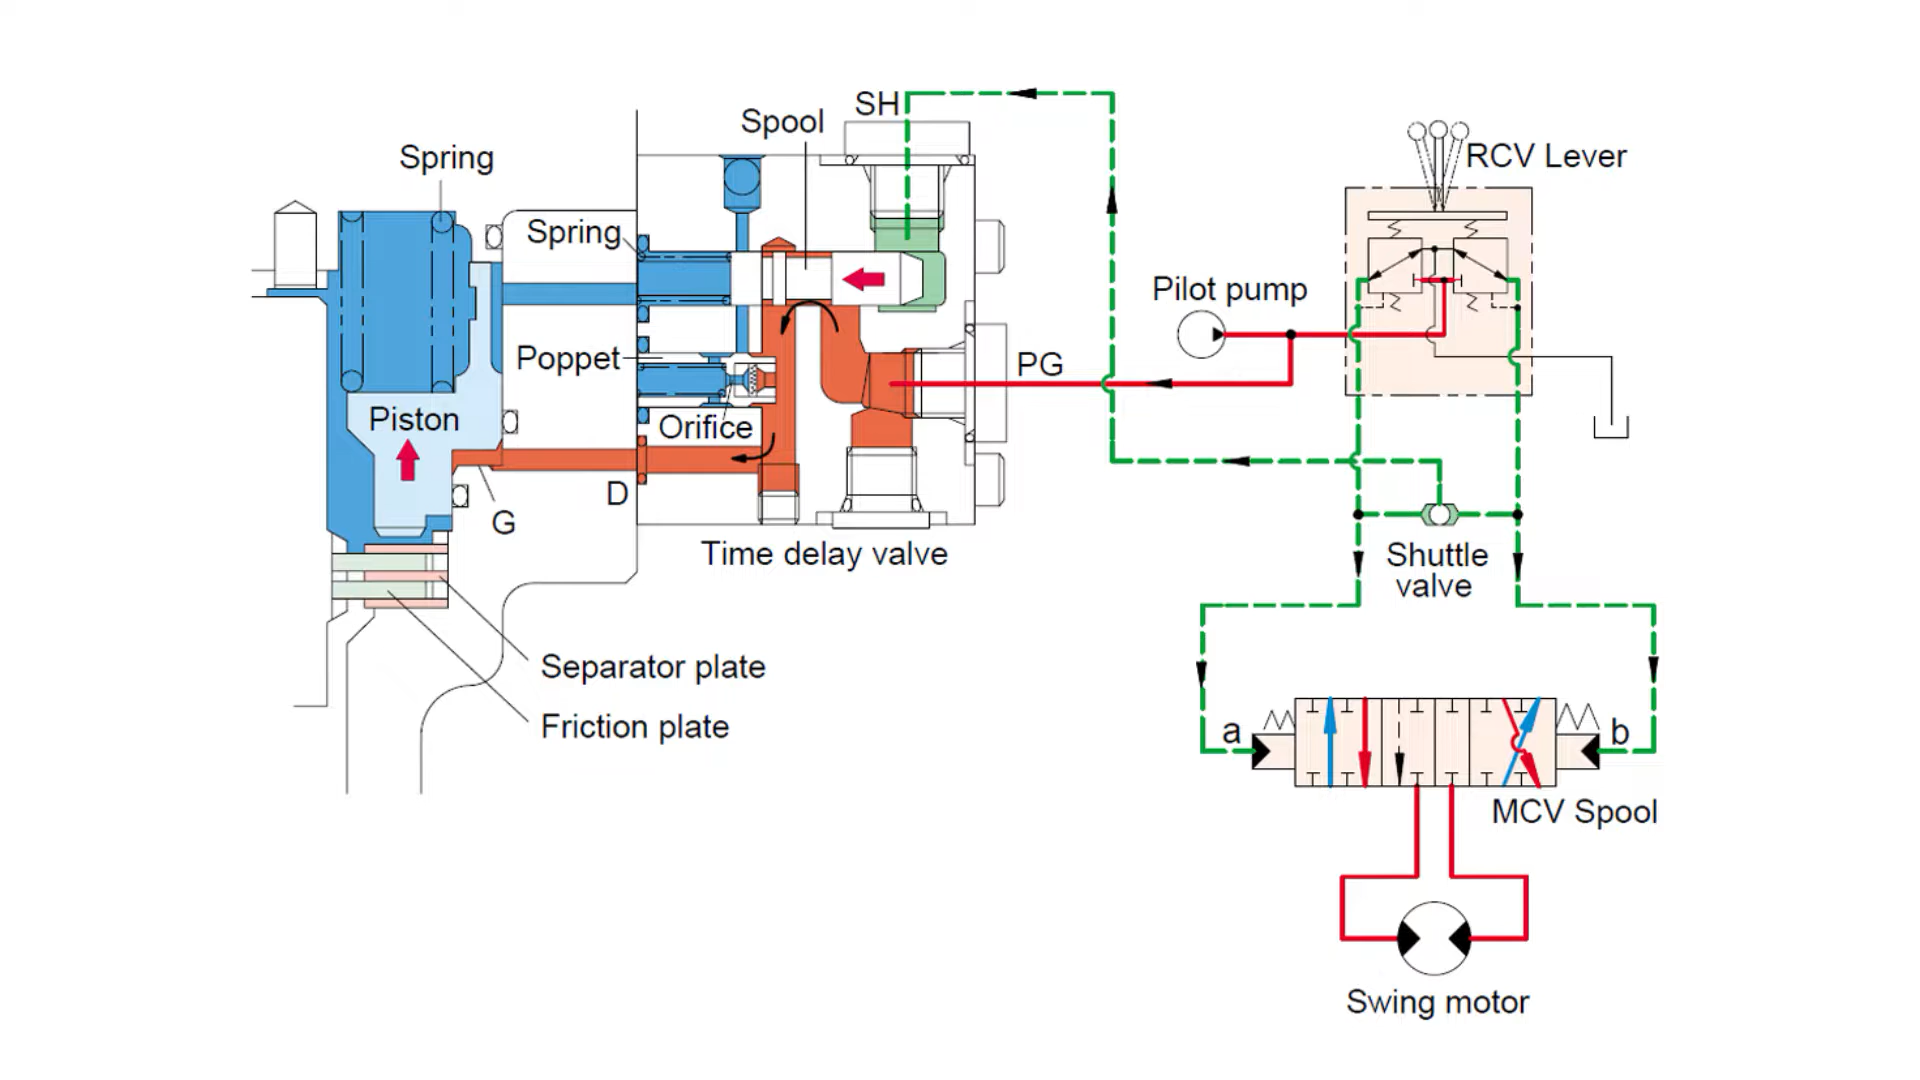 SH
Spool
RCV Lever
Spring
Spring
Pilot pump
Poppet
PG
Piston
Orifice
D
G
Time delay valve
Shuttle
valve
Separator plate
Friction plate
a
b
MCV Spool
Swing motor